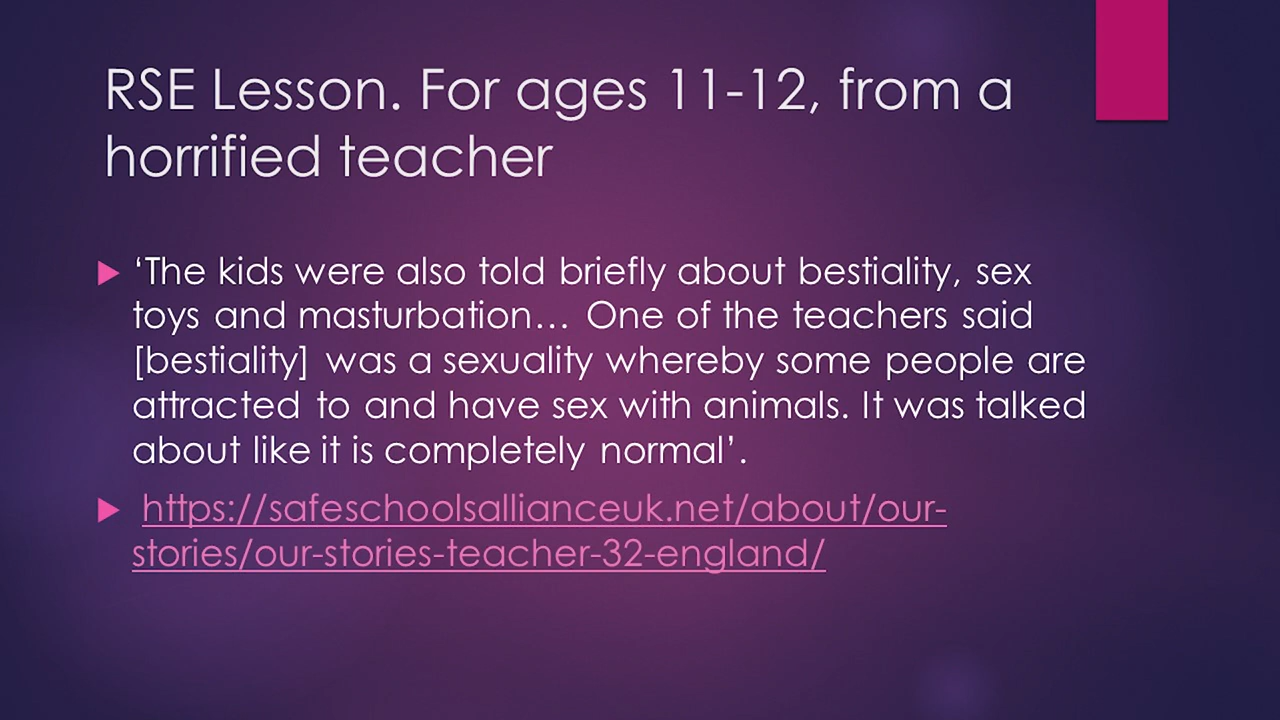 RSE Lesson. For ages 11-12, from a
horrified teacher
‘The kids were also told briefly about bestiality, sex
toys and masturbation… One of the teachers said
[bestiality] was a sexuality whereby some people are
attracted to and have sex with animals. It was talked
about like it is completely normal’.
https://safeschoolsallianceuk.net/about/our-
stories/our-stories-teacher-32-england/